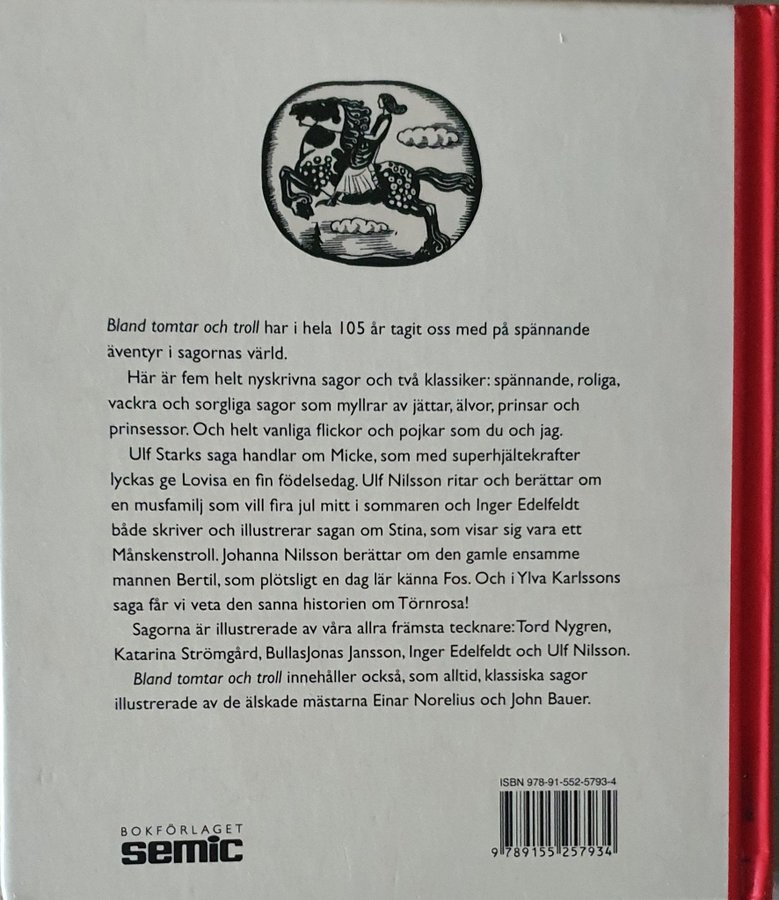 Bland tomtar och troll har i hela 105 år tagit oss med på spännande
äventyr i sagornas värld.
Här är fem helt nyskrivna sagor och två klassiker: spännande, roliga,
vackra och sorgliga sagor som myllrar av jättar, älvor, prinsar och
prinsessor. Och helt vanliga flickor och pojkar som du och jag.
Ulf Starks saga handlar om Micke, som med superhjältekrafter
lyckas ge Lovisa en fin födelsedag. Ulf Nilsson ritar och berättar om
en musfamilj som vill fira jul mitt i sommaren och Inger Edelfeldt
både skriver och illustrerar sagan om Stina, som visar sig vara ett
Månskenstroll. Johanna Nilsson berättar om den gamle ensamme
mannen Bertil, som plötsligt en dag lär känna Fos. Och i Ylva Karlssons
saga får vi veta den sanna historien om Törnrosa!
Sagorna är illustrerade av våra allra främsta tecknare: Tord Nygren,
Katarina Strömgård, BullasJonas Jansson, Inger Edelfeldt och Ulf Nilsson.
Bland tomtar och troll innehåller också, som alltid, klassiska sagor
illustrerade av de älskade mästarna Einar Norelius och John Bauer.
ISBN 978-91-552-5793-4
9 789155 257934
BOKFÖRLAGET
semic